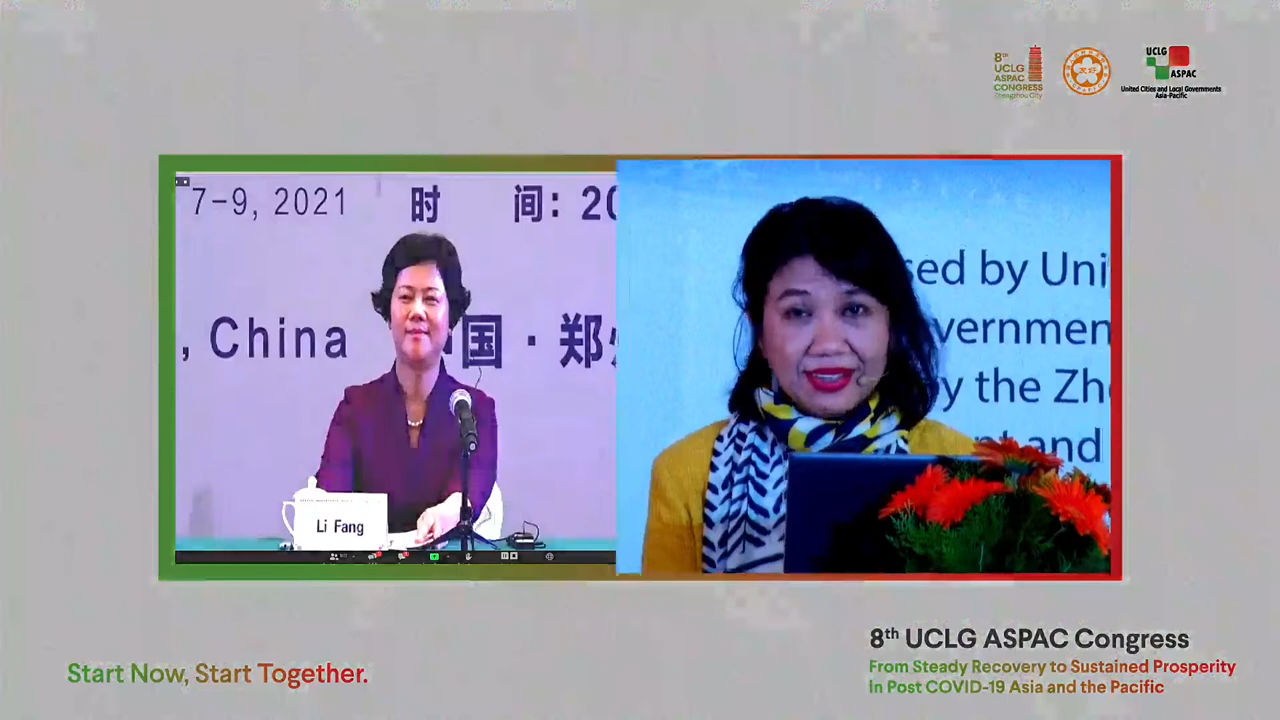 8th
UCLG
ASPAC
CONGRESS
Zhengzhou City
UCLG
ASPAC
United Cities and Local Governments
Asia-Pacific
7-9, 2021 时 间: 20
, China 国 · 郑
Li Fang
sed by Uni
vernmen
y the Zh
and
Start Now, Start Together.
8th UCLG ASPAC Congress
From Steady Recovery to Sustained Prosperity
in Post COVID-19 Asia and the Pacific